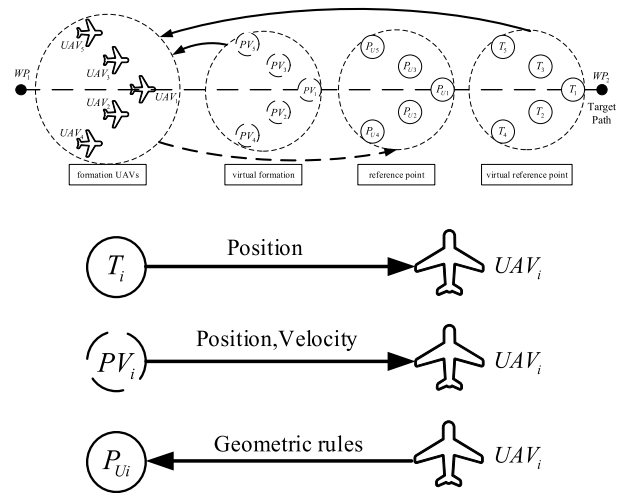 UAV5 PV5 PU5 T5
UAV3 PV3 PU3 T3
WP1 UAV1 PV1 PU1 T1 WP2
UAV2 PV2 PU2 T2 Target
Path
UAV4 PV4 PU4 T4
formation UAVs virtual formation reference point virtual reference point
Position
Ti UAVi
Position,Velocity
PVi UAVi
Geometric rules
PUi UAVi